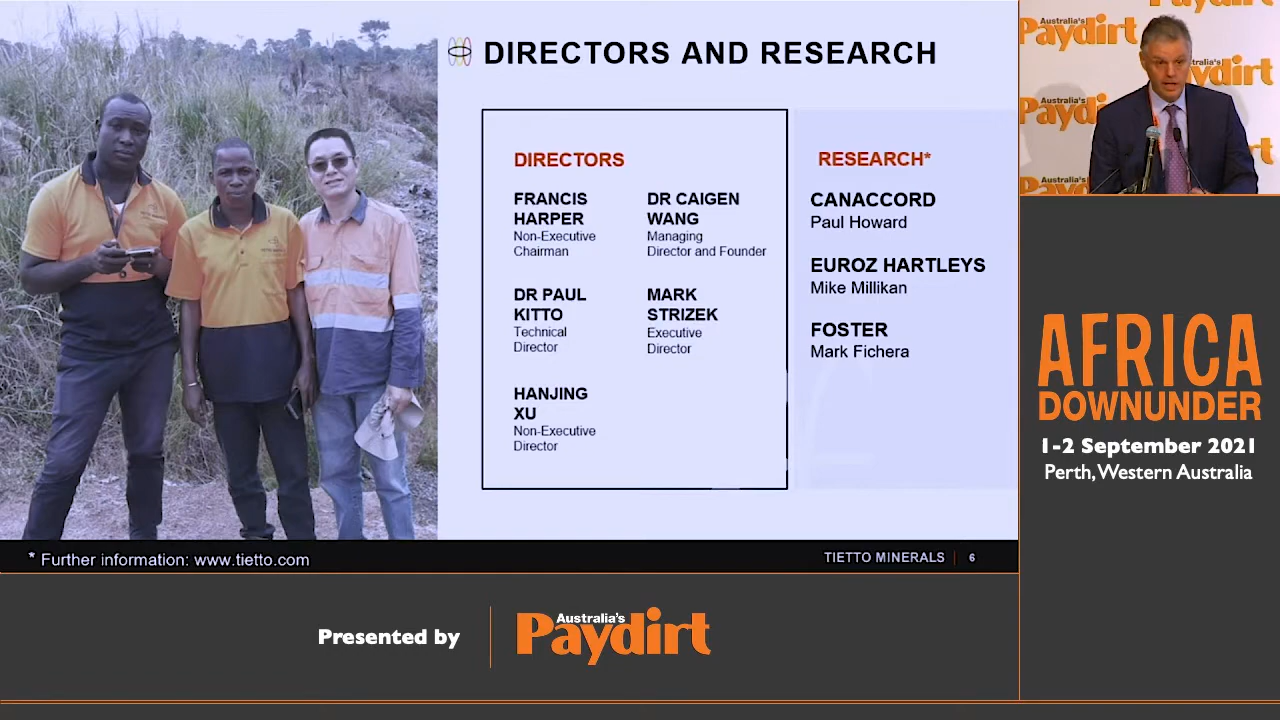 DIRECTORS AND RESEARCH
DIRECTORS
FRANCIS
HARPER
Non-Executive
Chairman
DR CAIGEN
WANG
Managing
Director and Founder
DR PAUL
KITTO
Technical
Director
MARK
STRIZEK
Executive
Director
HANJING
XU
Non-Executive
Director
RESEARCH*
CANACCORD
Paul Howard
EUROZ HARTLEYS
Mike Millikan
FOSTER
Mark Fichera
* Further information: www.tietto.com
TIETTO MINERALS | 6
Australia's
Paydirt
Australia's
Paydirt
AFRICA
DOWNUNDER
1-2 September 2021
Perth, Western Australia
Presented by
Australia's
Paydirt